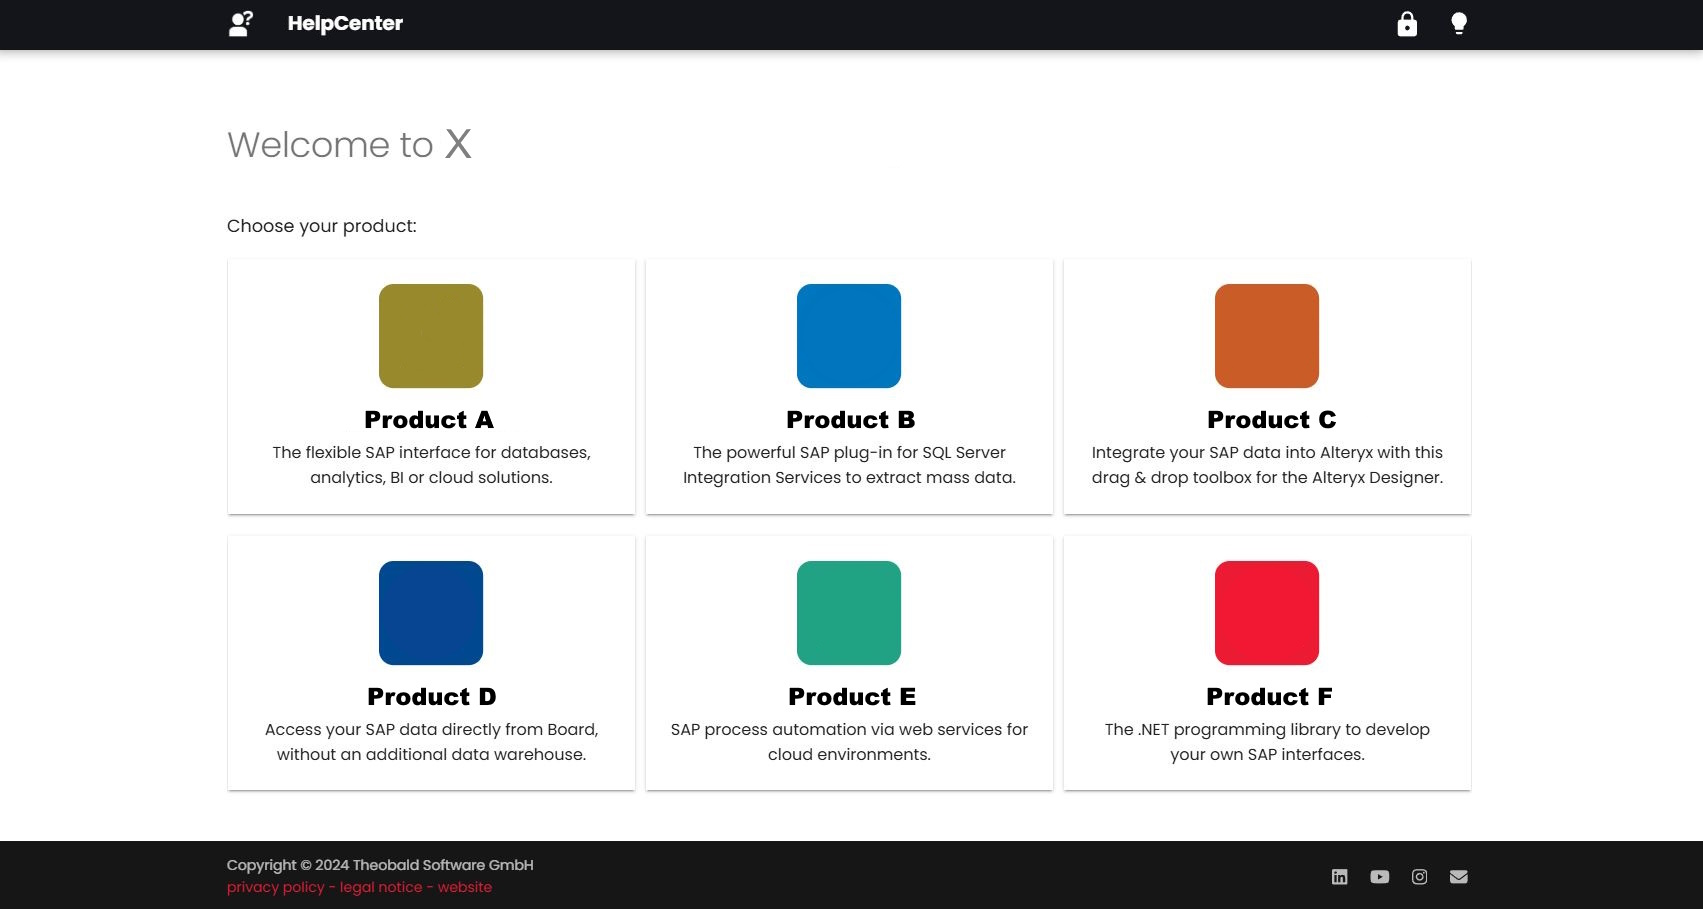 HelpCenter
Welcome to X
Choose your product:
Product A
The flexible SAP interface for databases,
analytics, BI or cloud solutions.
Product B
The powerful SAP plug-in for SQL Server
Integration Services to extract mass data.
Product C
Integrate your SAP data into Alteryx with this
drag & drop toolbox for the Alteryx Designer.
Product D
Access your SAP data directly from Board,
without an additional data warehouse.
Product E
SAP process automation via web services for
cloud environments.
Product F
The .NET programming library to develop
your own SAP interfaces.
Copyright © 2024 Theobald Software GmbH
privacy policy - legal notice - website